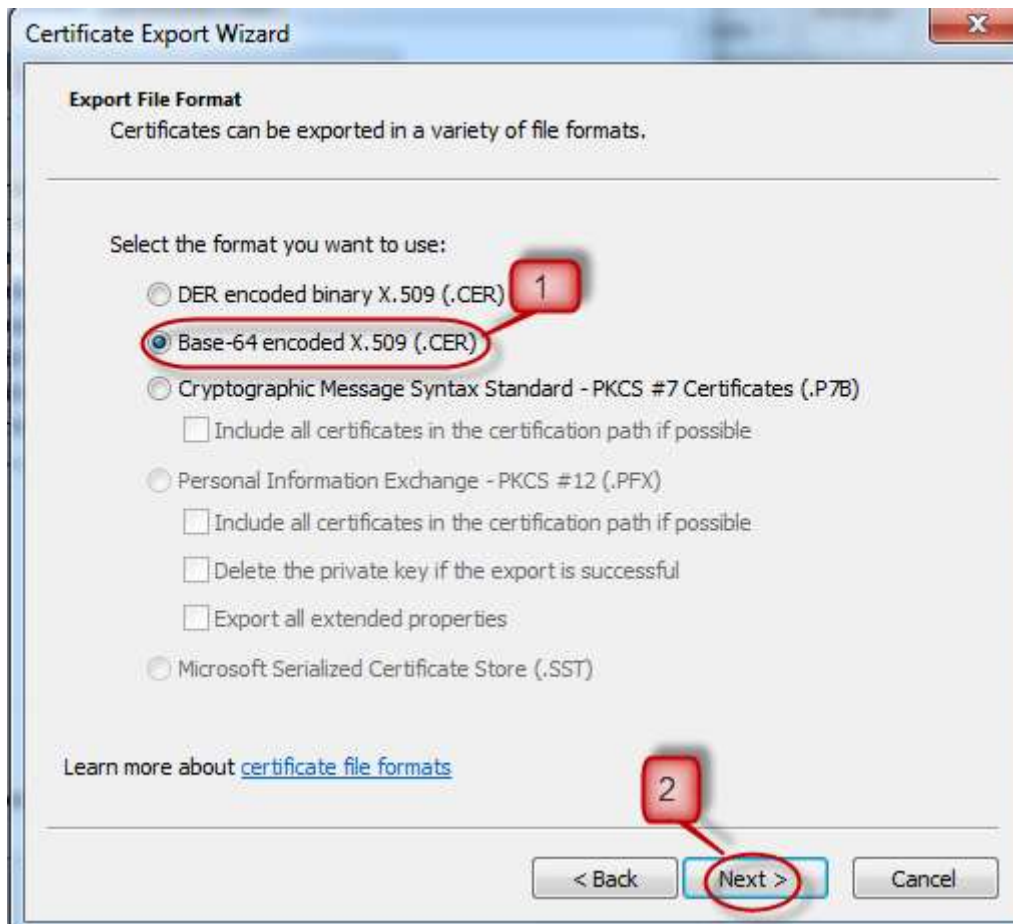 Certificate Export Wizard
Export File Format
Certificates can be exported in a variety of file formats.
Select the format you want to use:
DER encoded binary X.509 (.CER)
1
Base-64 encoded X.509 (.CER)
Cryptographic Message Syntax Standard - PKCS #7 Certificates (.P7B)
Include all certificates in the certification path if possible
Personal Information Exchange - PKCS #12 (.PFX)
Include all certificates in the certification path if possible
Delete the private key if the export is successful
Export all extended properties
Microsoft Serialized Certificate Store (.SST)
Learn more about certificate file formats
2
< Back Next > Cancel